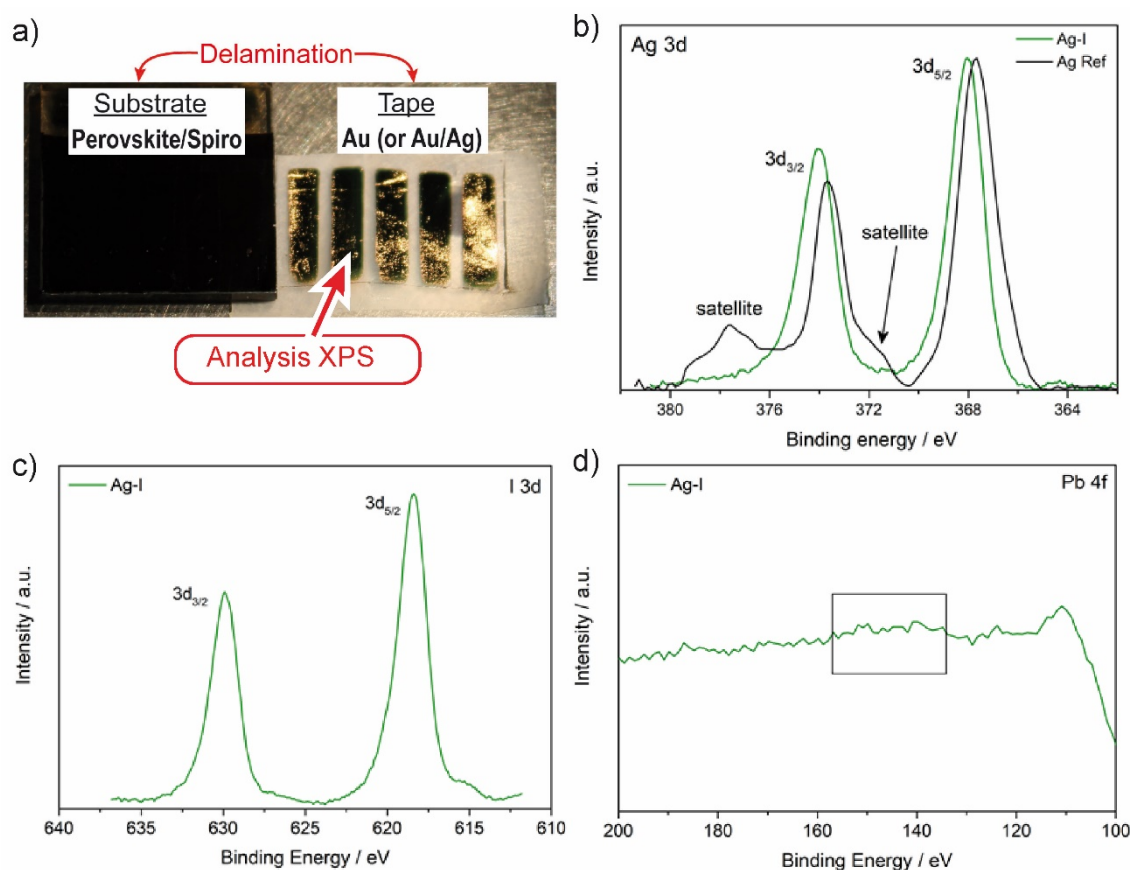 a)
Delamination
Substrate
Perovskite/Spiro
Tape
Au (or Au/Ag)
Analysis XPS
b)
Ag 3d
Ag-I
Ag Ref
3d5/2
3d3/2
satellite
satellite
Intensity / a.u.
380 376 372 368 364
Binding energy / eV
c)
Ag-I
I 3d
3d5/2
3d3/2
Intensity / a.u.
640 635 630 625 620 615 610
Binding Energy / eV
d)
Ag-I
Pb 4f
Intensity / a.u.
200 180 160 140 120 100
Binding Energy / eV